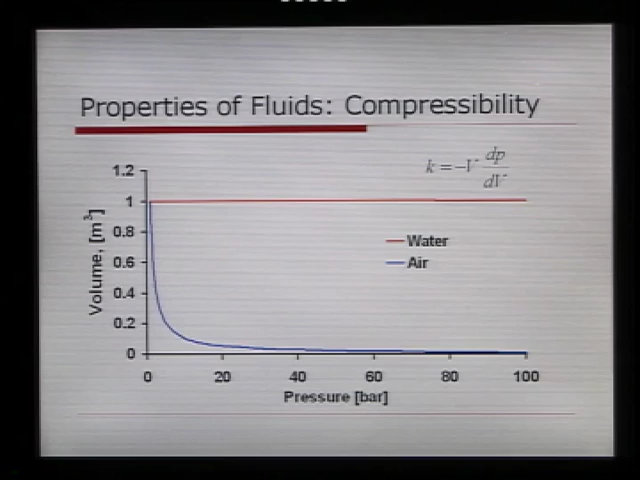 Properties of Fluids: Compressibility
k = -V dp/dV
1.2
1
0.8
0.6
0.4
0.2
0
Volume, [m³]
Water
Air
0 20 40 60 80 100
Pressure [bar]